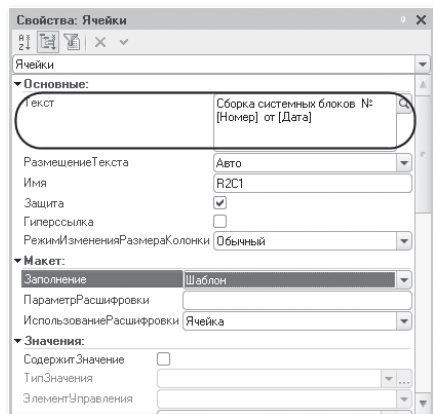 Свойства: Ячейки
Ячейки
Основные:
Текст
Сборка системных блоков №
[Номер] от [Дата]
РазмещениеТекста Авто
Имя R2C1
Защита
Гиперссылка
РежимИзмененияРазмераКолонки Обычный
Макет:
Заполнение Шаблон
ПараметрРасшифровки
ИспользованиеРасшифровки Ячейка
Значения:
СодержитЗначение
ТипЗначения
ЭлементУправления